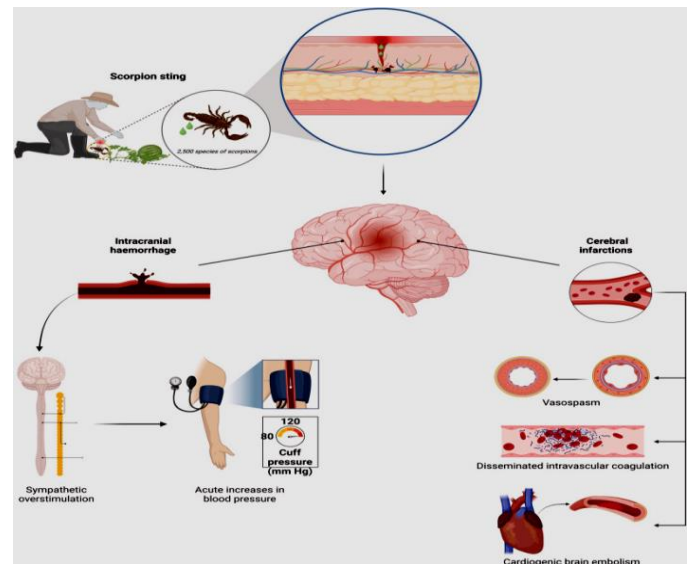 Scorpion sting
2,500 species of scorpions
Intracranial
haemorrhage
Cerebral
infarctions
Vasospasm
120
80
Cuff
pressure
(mm Hg)
Disseminated intravascular coagulation
Sympathetic
overstimulation
Acute increases in
blood pressure
Cardiogenic brain embolism